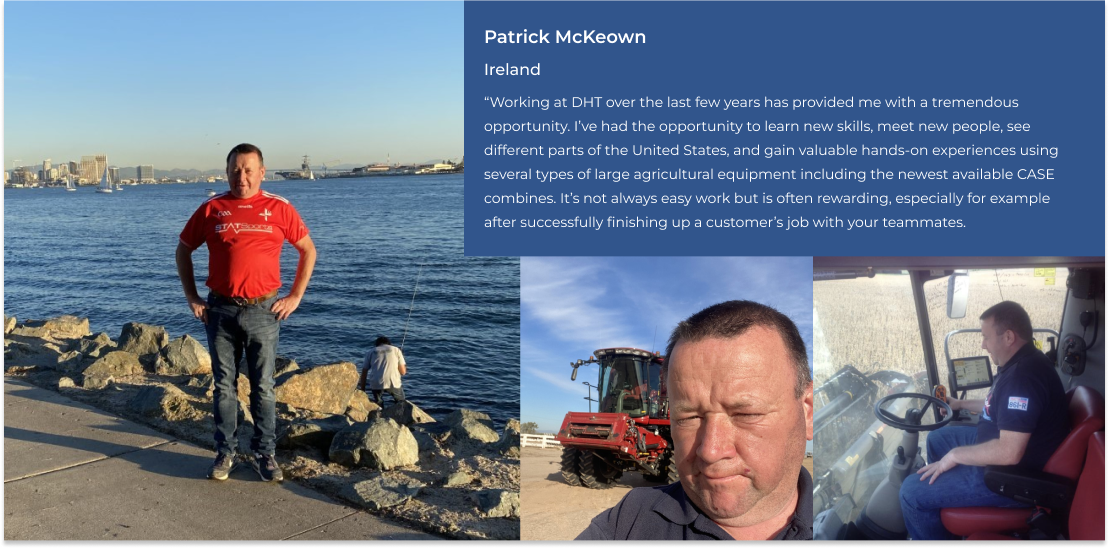 Patrick McKeown
Ireland
“Working at DHT over the last few years has provided me with a tremendous
opportunity. I’ve had the opportunity to learn new skills, meet new people, see
different parts of the United States, and gain valuable hands-on experiences using
several types of large agricultural equipment including the newest available CASE
combines. It’s not always easy work but is often rewarding, especially for example
after successfully finishing up a customer’s job with your teammates.
STATSports